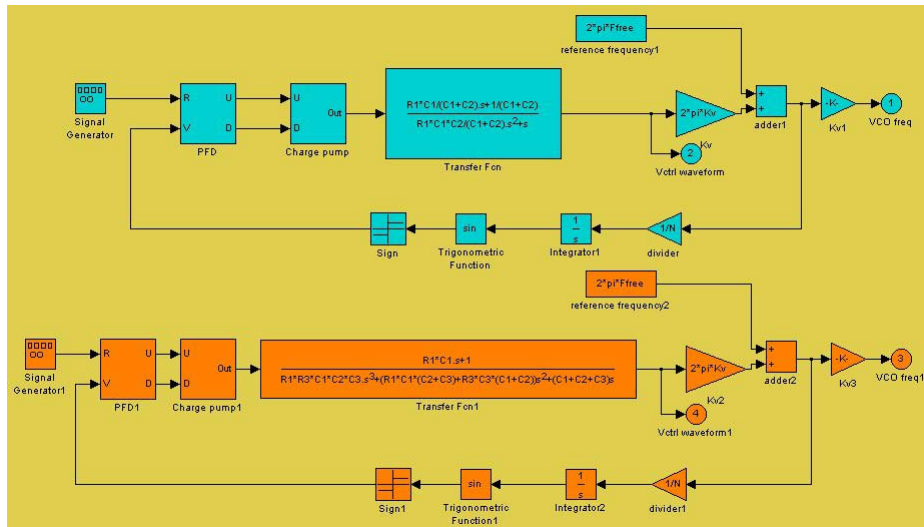 2*pi*Ffree
reference frequency1
Signal
Generator
R
V
U
D
PFD
U
D
Out
Charge pump
R1*C1/(C1+C2).s+1/(C1+C2)
R1*C1*C2/(C1+C2).s²+s
Transfer Fcn
2*pi*Kv
Kv
+
+
adder1
-K-
Kv1
1
VCO freq
2
Vctrl waveform
Sign
sin
Trigonometric
Function
1
s
Integrator1
1/N
divider
2*pi*Ffree
reference frequency2
Signal
Generator1
R
V
U
D
PFD1
U
D
Out
Charge pump1
R1*C1.s+1
R1*R3*C1*C2*C3.s³+(R1*C1*(C2+C3)+R3*C3*(C1+C2))s²+(C1+C2+C3)s
Transfer Fcn1
2*pi*Kv
Kv2
+
+
adder2
-K-
Kv3
3
VCO freq1
4
Vctrl waveform1
Sign1
sin
Trigonometric
Function1
1
s
Integrator2
1/N
divider1